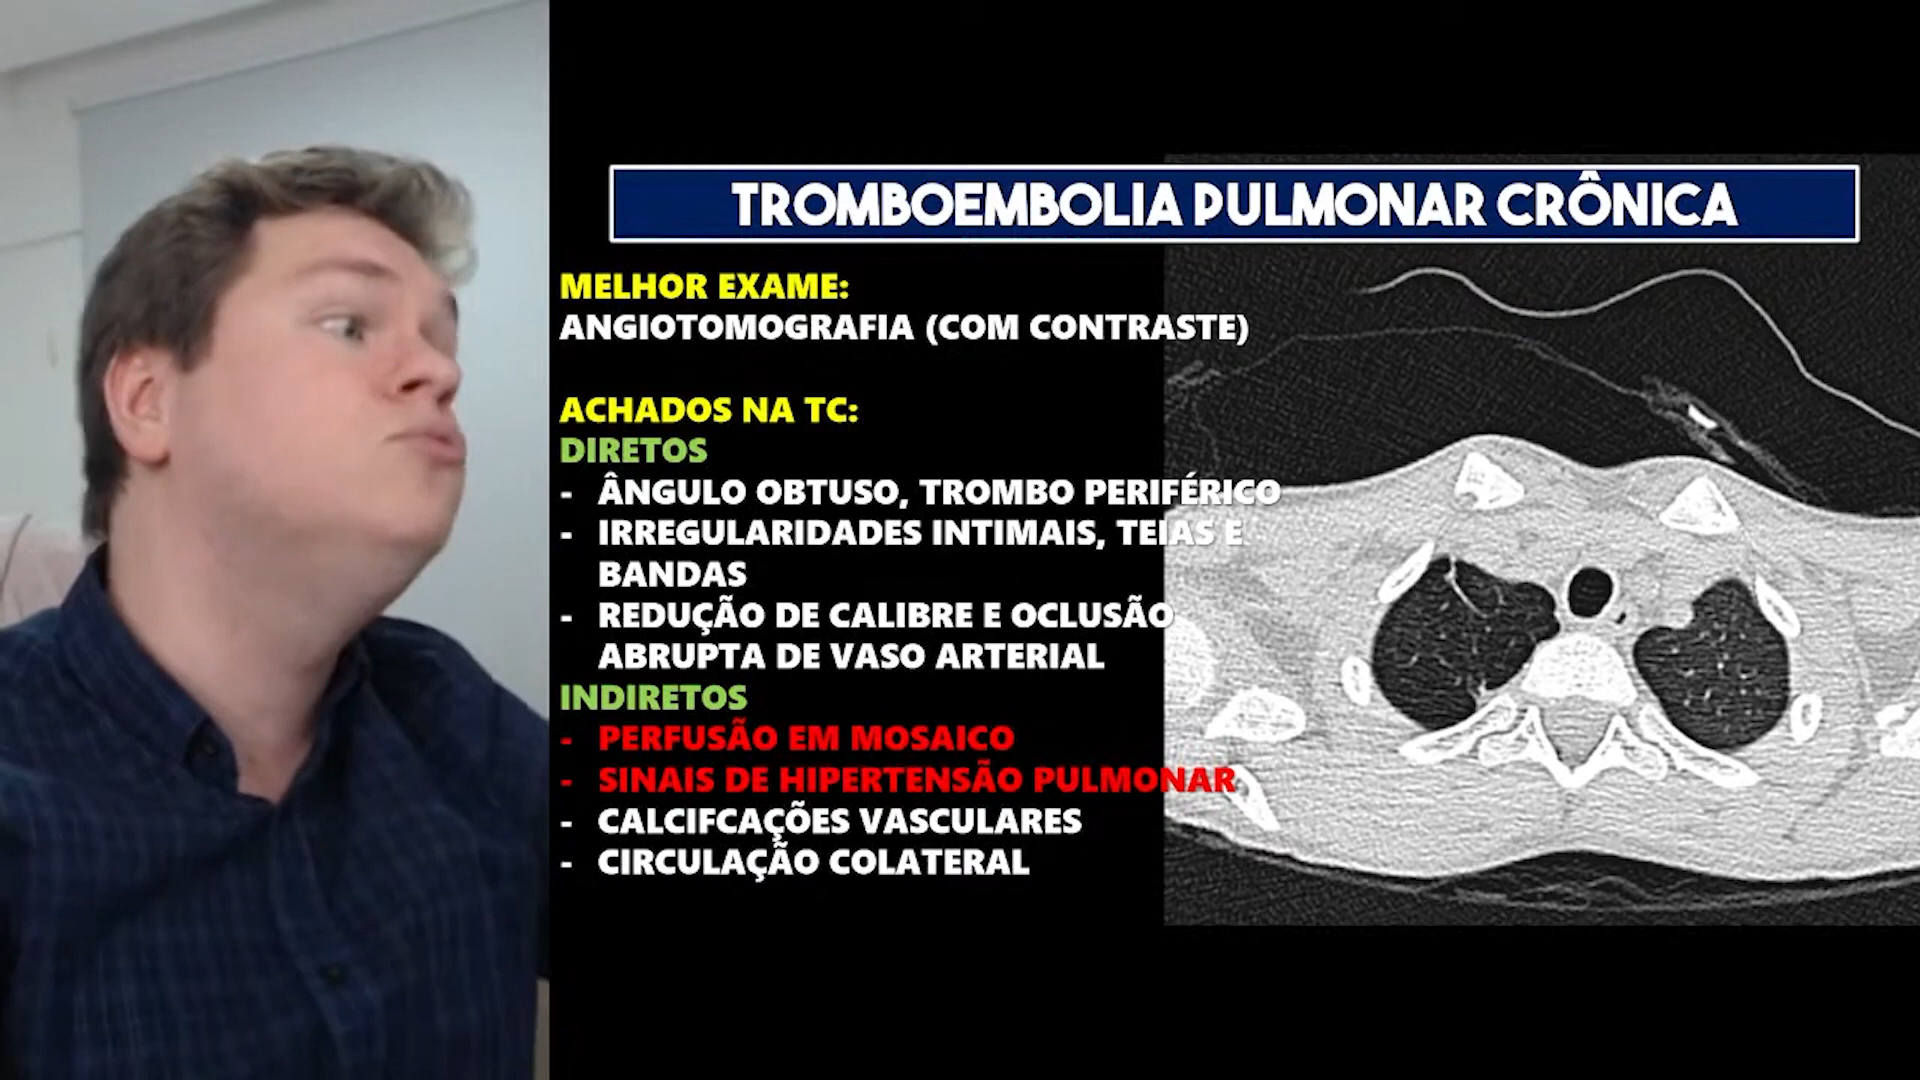 TROMBOEMBOLIA PULMONAR CRÔNICA
MELHOR EXAME:
ANGIOTOMOGRAFIA (COM CONTRASTE)
ACHADOS NA TC:
DIRETOS
- ÂNGULO OBTUSO, TROMBO PERIFÉRICO
- IRREGULARIDADES INTIMAIS, TEIAS E
BANDAS
- REDUÇÃO DE CALIBRE E OCLUSÃO
ABRUPTA DE VASO ARTERIAL
INDIRETOS
- PERFUSÃO EM MOSAICO
- SINAIS DE HIPERTENSÃO PULMONAR
- CALCIFCAÇÕES VASCULARES
- CIRCULAÇÃO COLATERAL